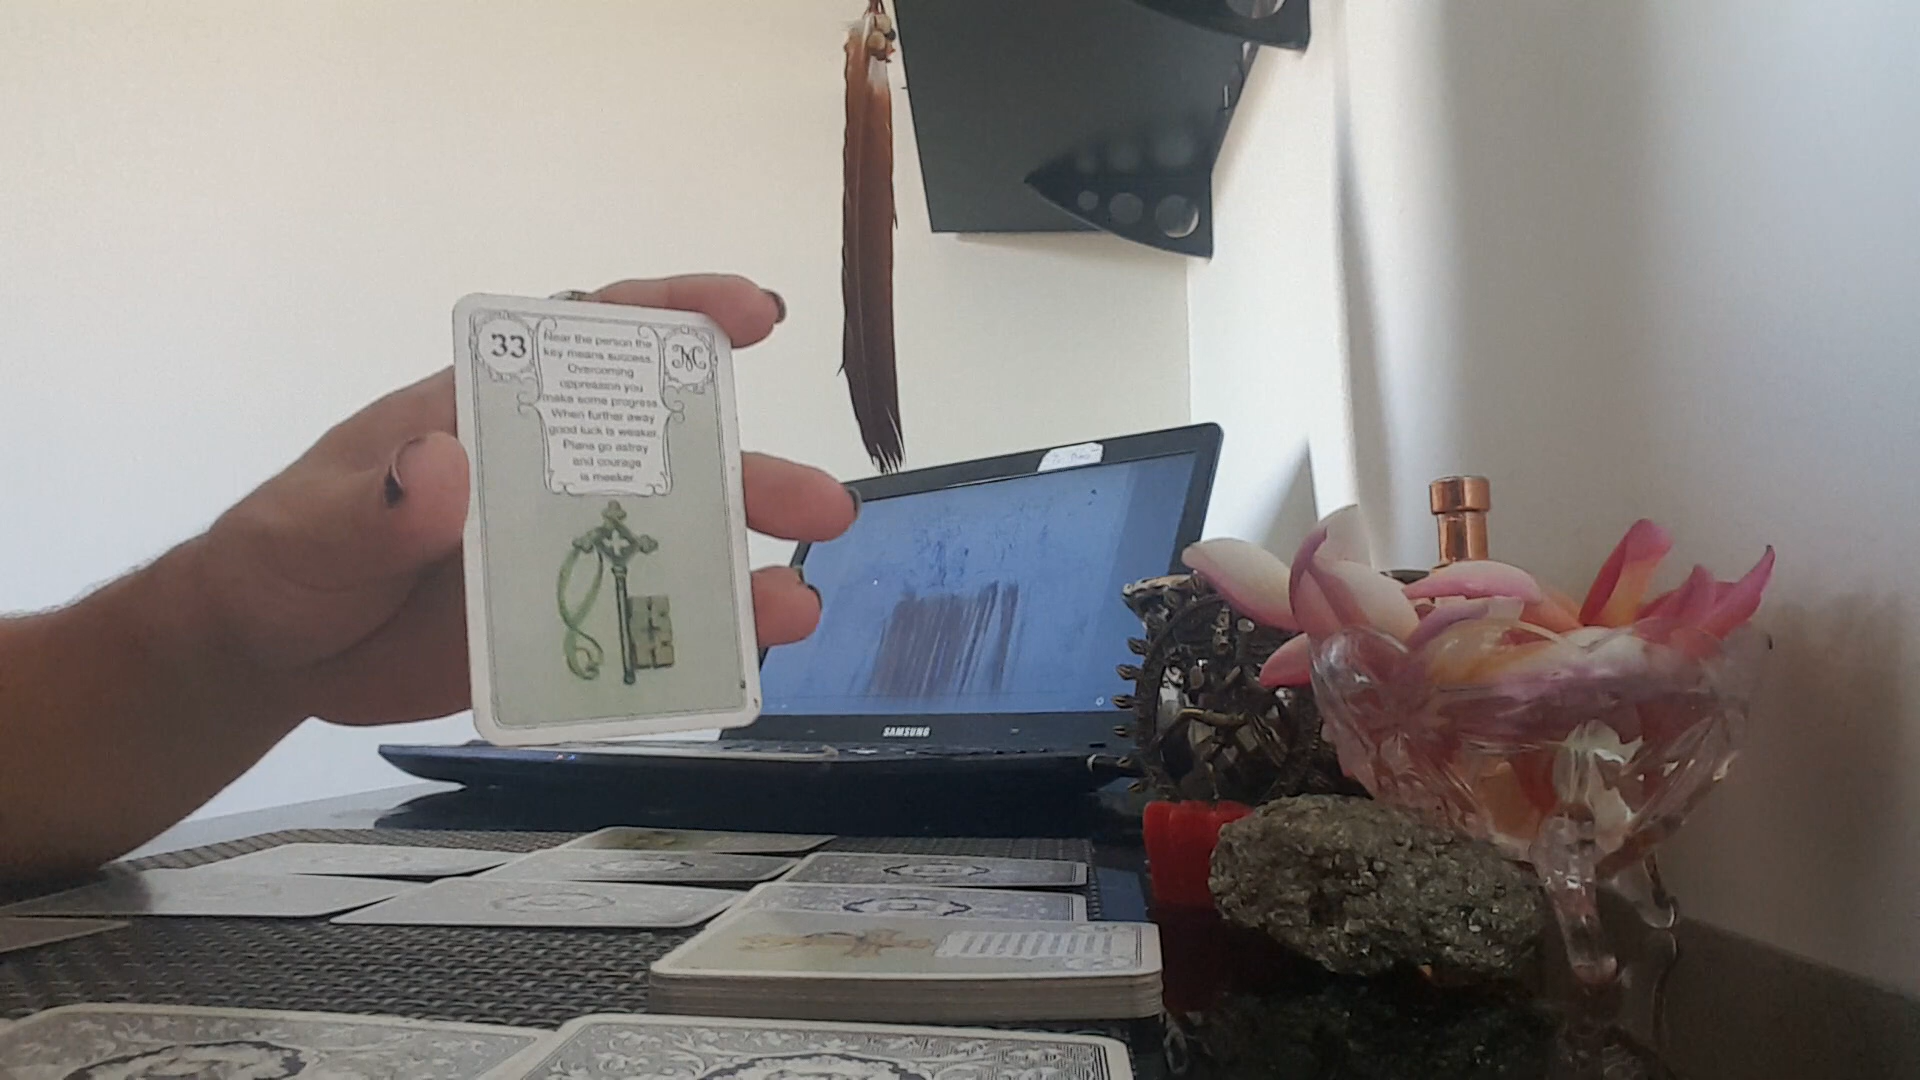 33
Near the person the
key means success.
Overcoming
oppression you
make some progress.
When further away
good luck is weaker.
Plans go astray
and courage
is meeker.
SAMSUNG